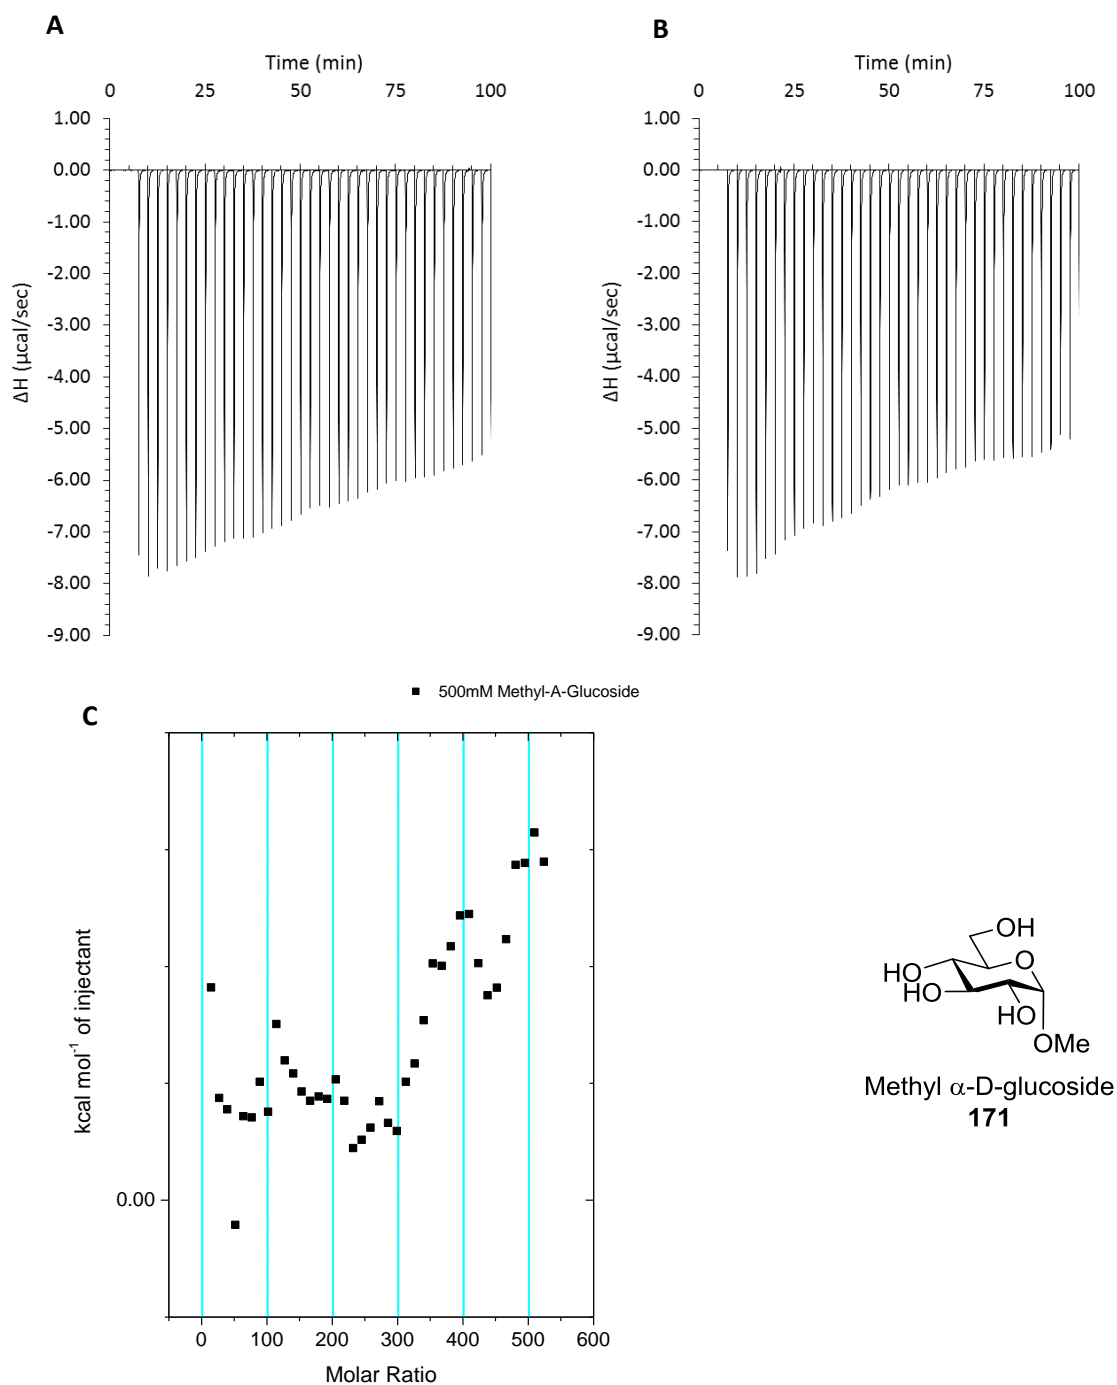 A
Time (min)
0 25 50 75 100
1.00
0.00
-1.00
-2.00
-3.00
-4.00
-5.00
-6.00
-7.00
-8.00
-9.00
ΔH (µcal/sec)
B
Time (min)
0 25 50 75 100
1.00
0.00
-1.00
-2.00
-3.00
-4.00
-5.00
-6.00
-7.00
-8.00
-9.00
ΔH (µcal/sec)
500mM Methyl-A-Glucoside
C
kcal mol⁻¹ of injectant
0.00
0 100 200 300 400 500 600
Molar Ratio
OH
O
HO
HO
HO
OMe
Methyl α-D-glucoside
171